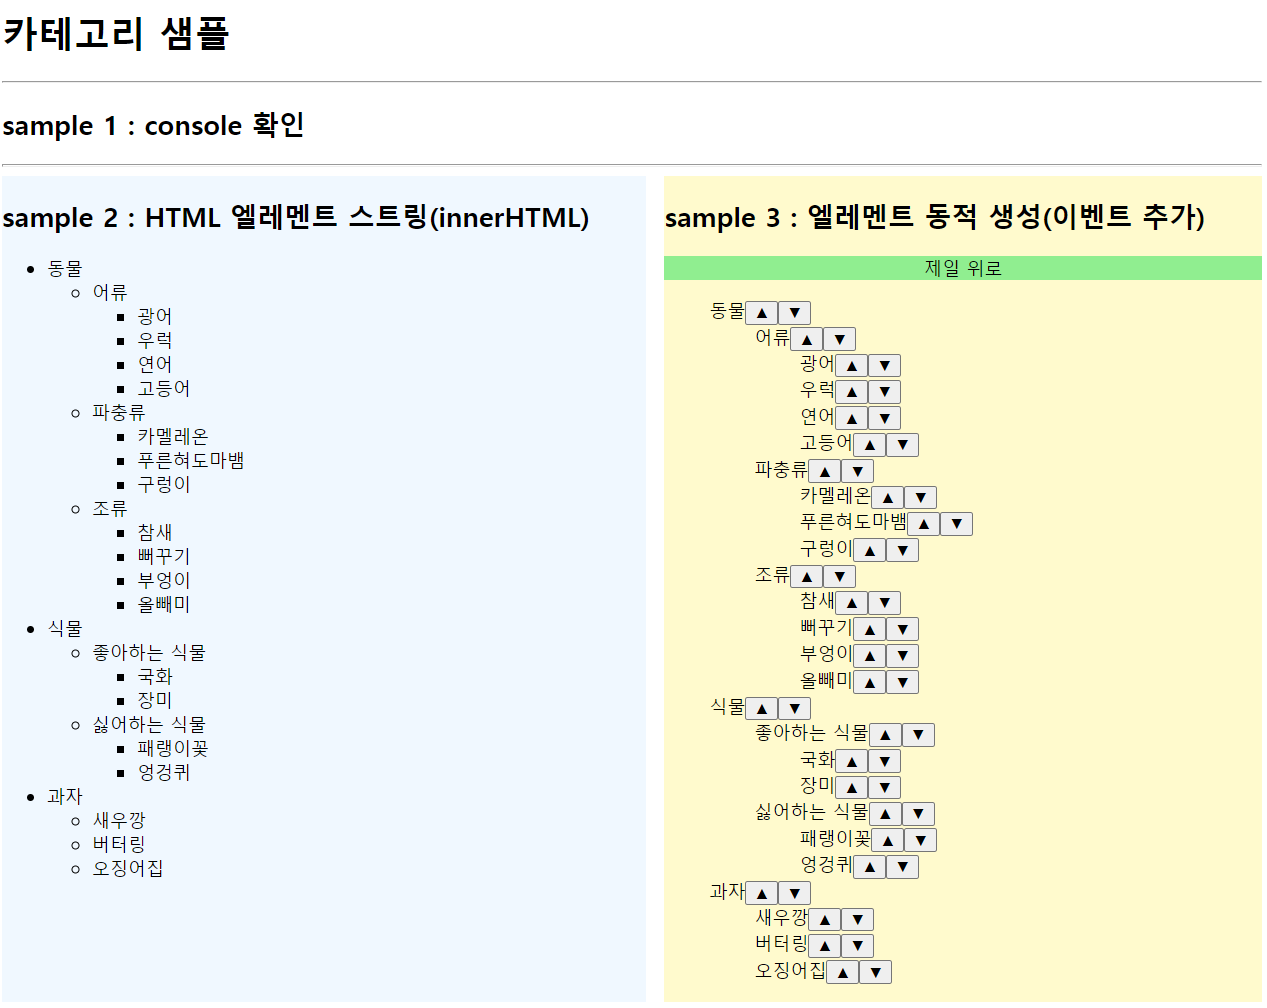 카테고리 샘플
sample 1 : console 확인
sample 2 : HTML 엘레멘트 스트링(innerHTML)
동물
어류
광어
우럭
연어
고등어
파충류
카멜레온
푸른혀도마뱀
구렁이
조류
참새
뻐꾸기
부엉이
올빼미
식물
좋아하는 식물
국화
장미
싫어하는 식물
패랭이꽃
엉겅퀴
과자
새우깡
버터링
오징어집
sample 3 : 엘레멘트 동적 생성(이벤트 추가)
제일 위로
동물 ▲ ▼
어류 ▲ ▼
광어 ▲ ▼
우럭 ▲ ▼
연어 ▲ ▼
고등어 ▲ ▼
파충류 ▲ ▼
카멜레온 ▲ ▼
푸른혀도마뱀 ▲ ▼
구렁이 ▲ ▼
조류 ▲ ▼
참새 ▲ ▼
뻐꾸기 ▲ ▼
부엉이 ▲ ▼
올빼미 ▲ ▼
식물 ▲ ▼
좋아하는 식물 ▲ ▼
국화 ▲ ▼
장미 ▲ ▼
싫어하는 식물 ▲ ▼
패랭이꽃 ▲ ▼
엉겅퀴 ▲ ▼
과자 ▲ ▼
새우깡 ▲ ▼
버터링 ▲ ▼
오징어집 ▲ ▼